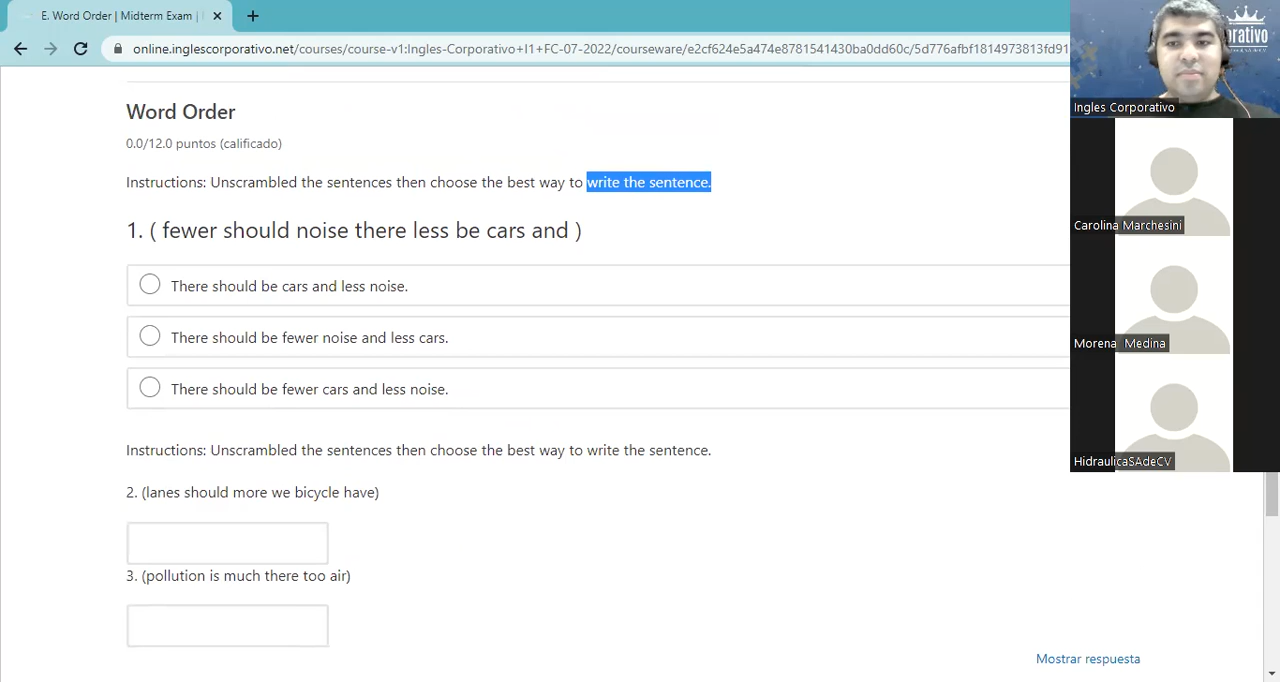 E. Word Order | Midterm Exam |
online.inglescorporativo.net/courses/course-v1:Ingles-Corporativo+I1+FC-07-2022/courseware/e2cf624e5a474e8781541430ba0dd60c/5d776afbf1814973813fd91
Word Order
0.0/12.0 puntos (calificado)
Instructions: Unscrambled the sentences then choose the best way to write the sentence.
1. ( fewer should noise there less be cars and )
There should be cars and less noise.
There should be fewer noise and less cars.
There should be fewer cars and less noise.
Instructions: Unscrambled the sentences then choose the best way to write the sentence.
2. (lanes should more we bicycle have)
3. (pollution is much there too air)
Mostrar respuesta
Ingles Corporativo
Carolina Marchesini
Morena Medina
HidraulicaSAdeCV